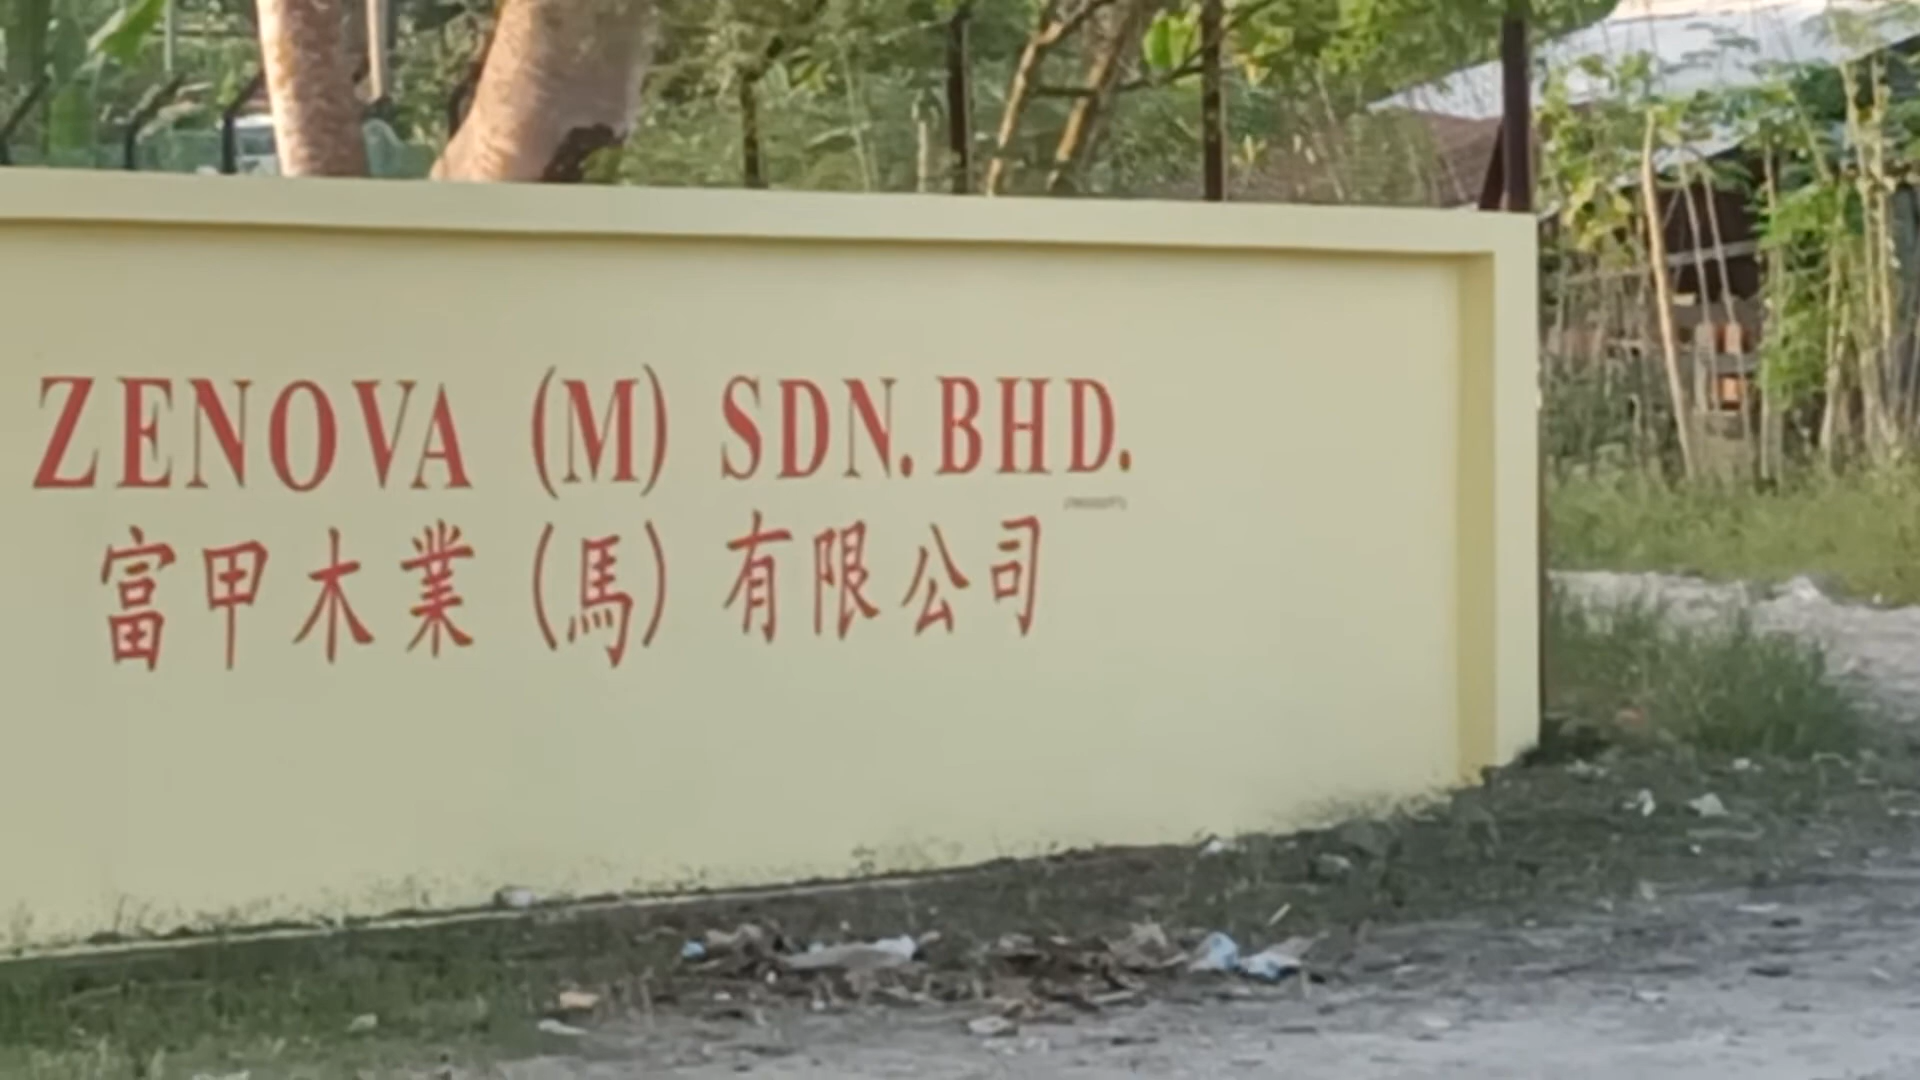 ZENOVA (M) SDN. BHD.
富甲木業 (馬) 有限公司